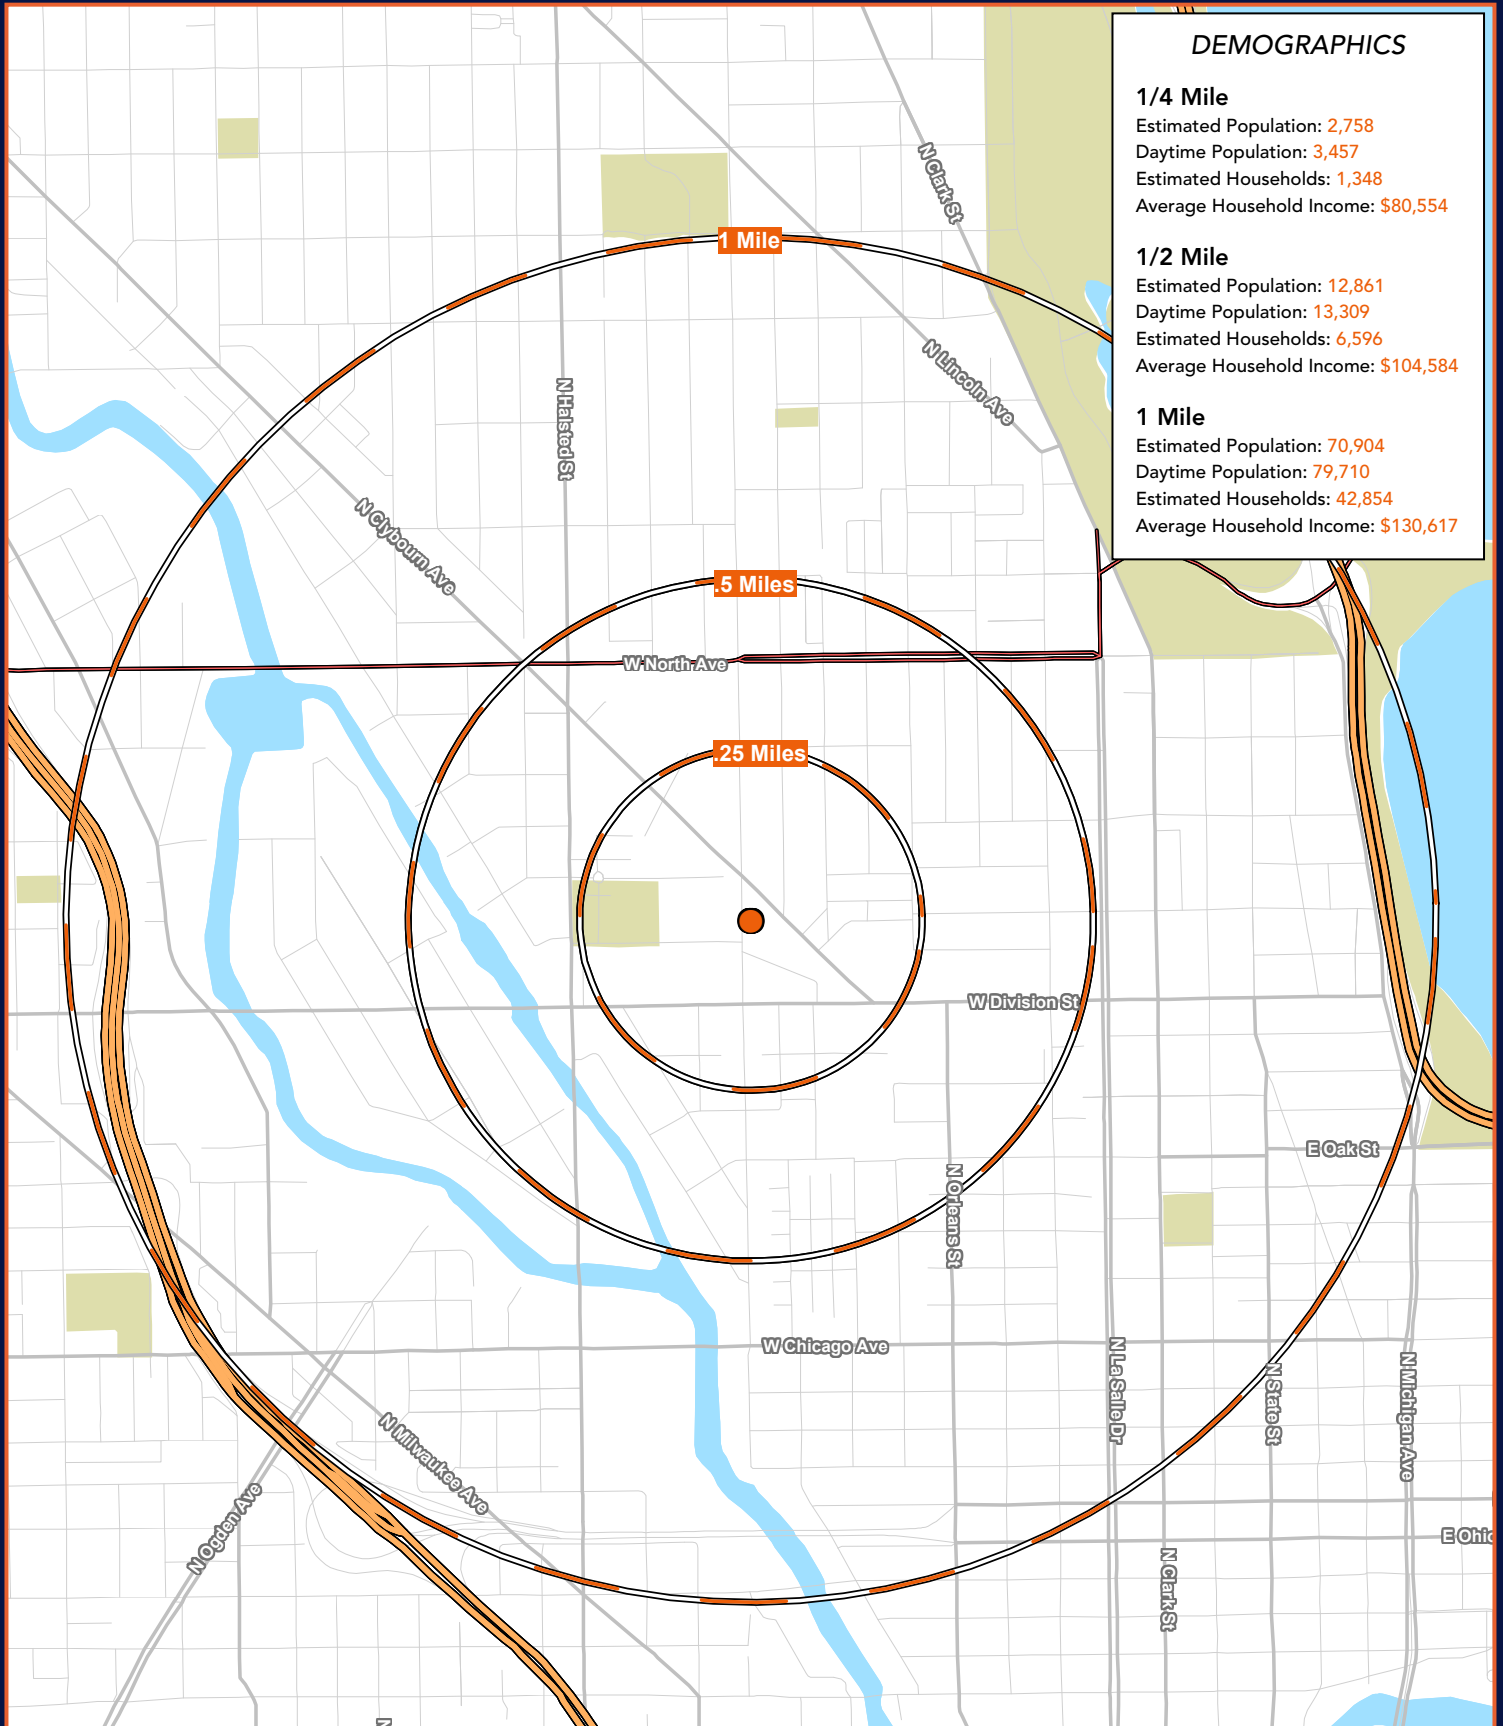 DEMOGRAPHICS
1/4 Mile
Estimated Population: 2,758
Daytime Population: 3,457
Estimated Households: 1,348
Average Household Income: $80,554
1/2 Mile
Estimated Population: 12,861
Daytime Population: 13,309
Estimated Households: 6,596
Average Household Income: $104,584
1 Mile
Estimated Population: 70,904
Daytime Population: 79,710
Estimated Households: 42,854
Average Household Income: $130,617
N Clark St
1 Mile
N Lincoln Ave
N Halsted St
N Clybourn Ave
.5 Miles
W North Ave
.25 Miles
W Division St
E Oak St
N Orleans St
W Chicago Ave
N La Salle Dr
N State St
N Michigan Ave
N Milwaukee Ave
N Ogden Ave
E Ohio
N Clark St
N